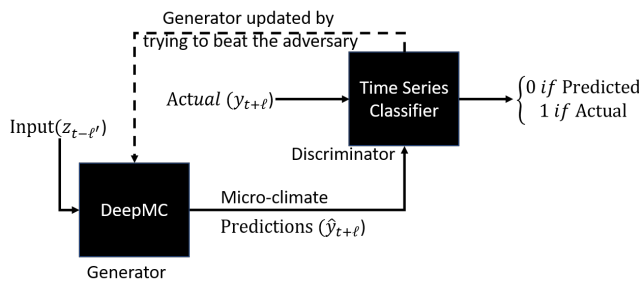 Generator updated by
trying to beat the adversary
Actual (y_{t+ℓ})
Time Series
Classifier
{0 if Predicted
1 if Actual
Input(z_{t−ℓ′})
Discriminator
DeepMC
Micro-climate
Predictions (ŷ_{t+ℓ})
Generator